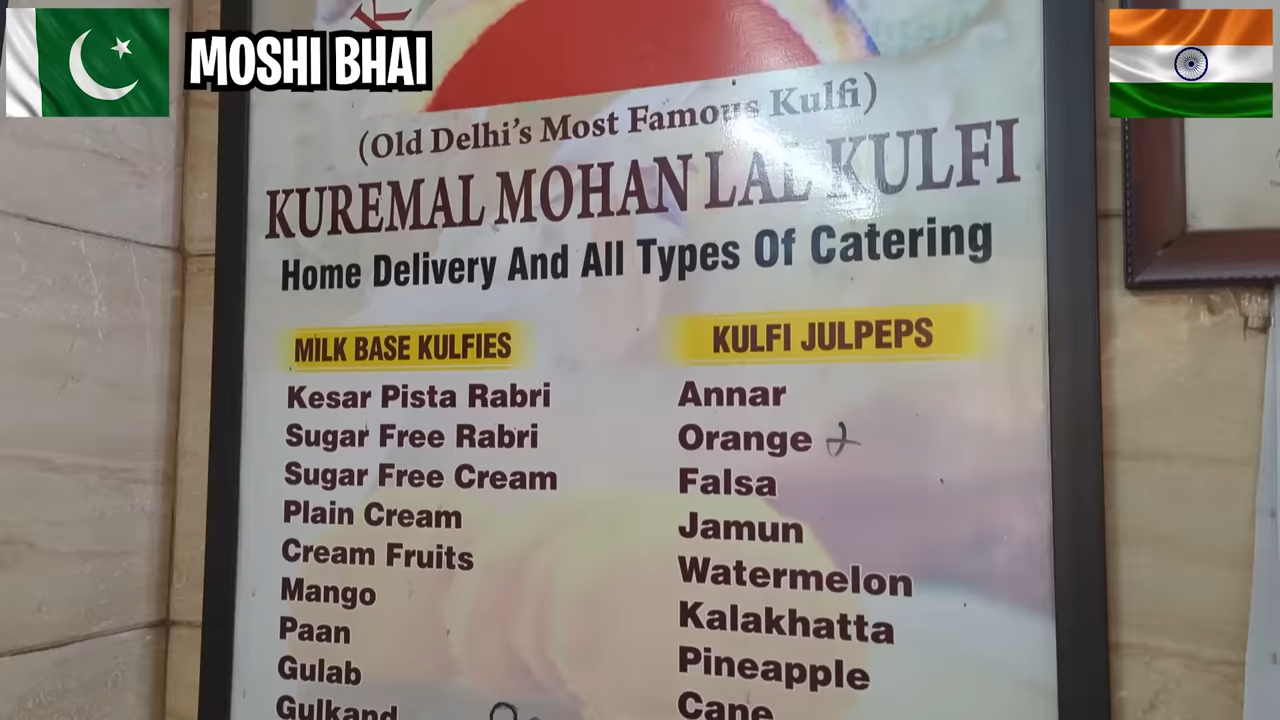 MOSHI BHAI
(Old Delhi's Most Famous Kulfi)
KUREMAL MOHAN LAL KULFI
Home Delivery And All Types Of Catering
MILK BASE KULFIES
Kesar Pista Rabri
Sugar Free Rabri
Sugar Free Cream
Plain Cream
Cream Fruits
Mango
Paan
Gulab
Gulkand
KULFI JULPEPS
Annar
Orange
Falsa
Jamun
Watermelon
Kalakhatta
Pineapple
Cane